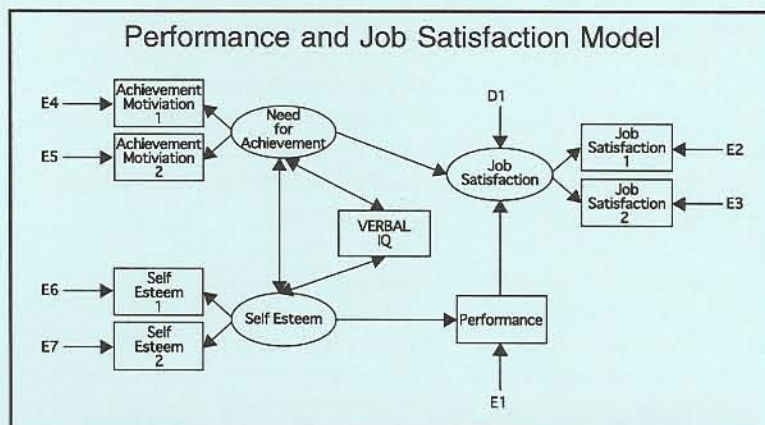 Performance and Job Satisfaction Model
E4
Achievement
Motiviation
1
E5
Achievement
Motiviation
2
Need
for
Achievement
D1
Job
Satisfaction
Job
Satisfaction
1
E2
Job
Satisfaction
2
E3
VERBAL
IQ
E6
Self
Esteem
1
E7
Self
Esteem
2
Self Esteem
Performance
E1